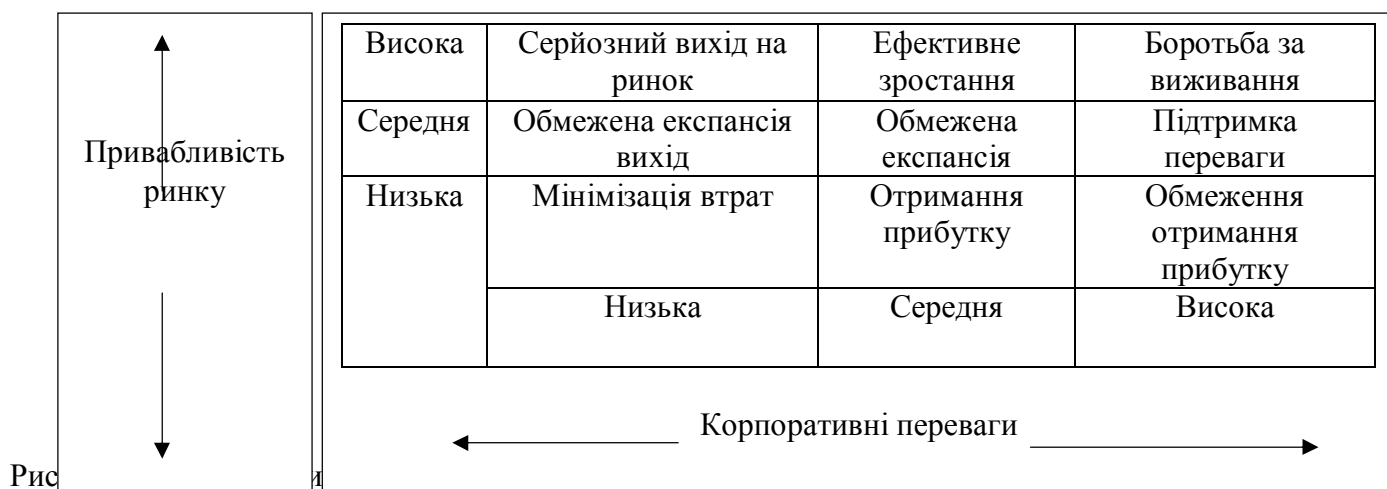 Привабливість
ринку
Висока Серйозний вихід на Ефективне Боротьба за
ринок зростання виживання
Середня Обмежена експансія Обмежена Підтримка
вихід експансія переваги
Низька Мінімізація втрат Отримання Обмеження
прибутку отримання
прибутку
Низька Середня Висока
Корпоративні переваги
Рис